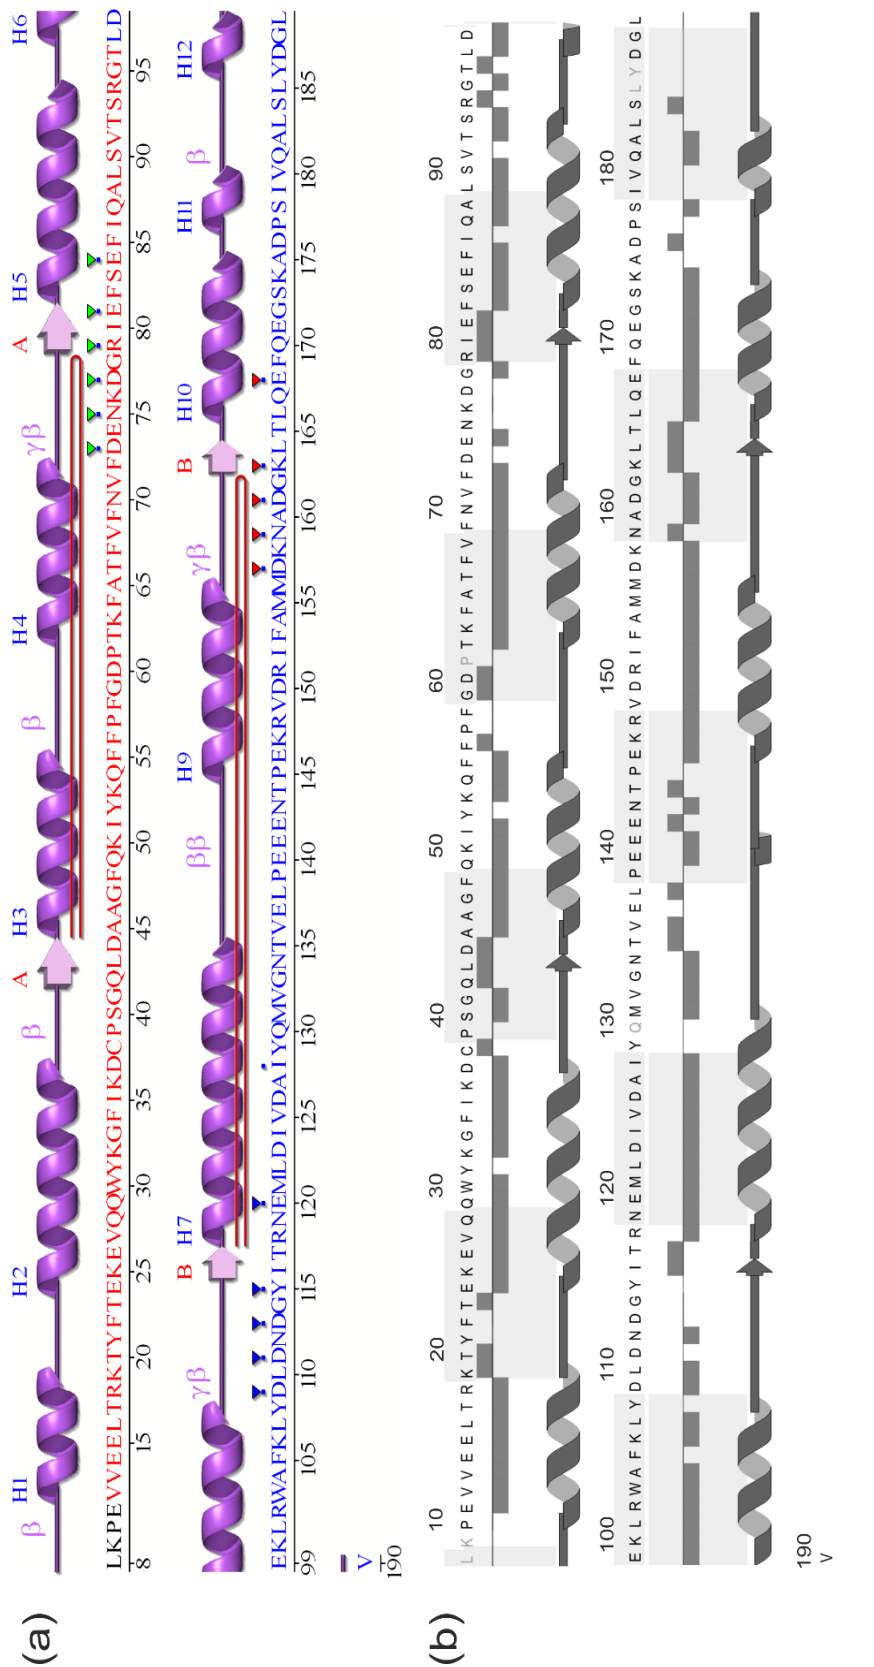 (a)
β H1 H2 β A H3 β H4 γβ A H5 H6
LKPEVVEELTRKTYFTEKEVQQWYKGFIKDCPSGQLDAAGFQKIYKQFFPFGDPTKFATFVFNVFDENKDGRIEFSEFIQALSVTSRGTLD
8 15 20 25 30 35 40 45 50 55 60 65 70 75 80 85 90 95
γβ B H7 ββ H9 γβ B H10 H11 β H12
EKLRWAFKLYDLDNDGYITRNEMLDIVDAIYQMVGNTVELPEEENTPEKRVDRIFAMMDKNADGKLTLQEFQEGSKADPSIVQALSLYDGL
99 105 110 115 120 125 130 135 140 145 150 155 160 165 170 175 180 185
V
190
(b)
10 20 30 40 50 60 70 80 90
LKPEVVEELTRKTYFTEKEVQQWYKGFIKDCPSGQLDAAGFQKIYKQFFPFGDPTKFATFVFNVFDENKDGRIEFSEFIQALSVTSRGTLD
100 110 120 130 140 150 160 170 180
EKLRWAFKLYDLDNDGYITRNEMLDIVDAIYQMVGNTVELPEEENTPEKRVDRIFAMMDKNADGKLTLQEFQEGSKADPSIVQALSLYDGL
190
V